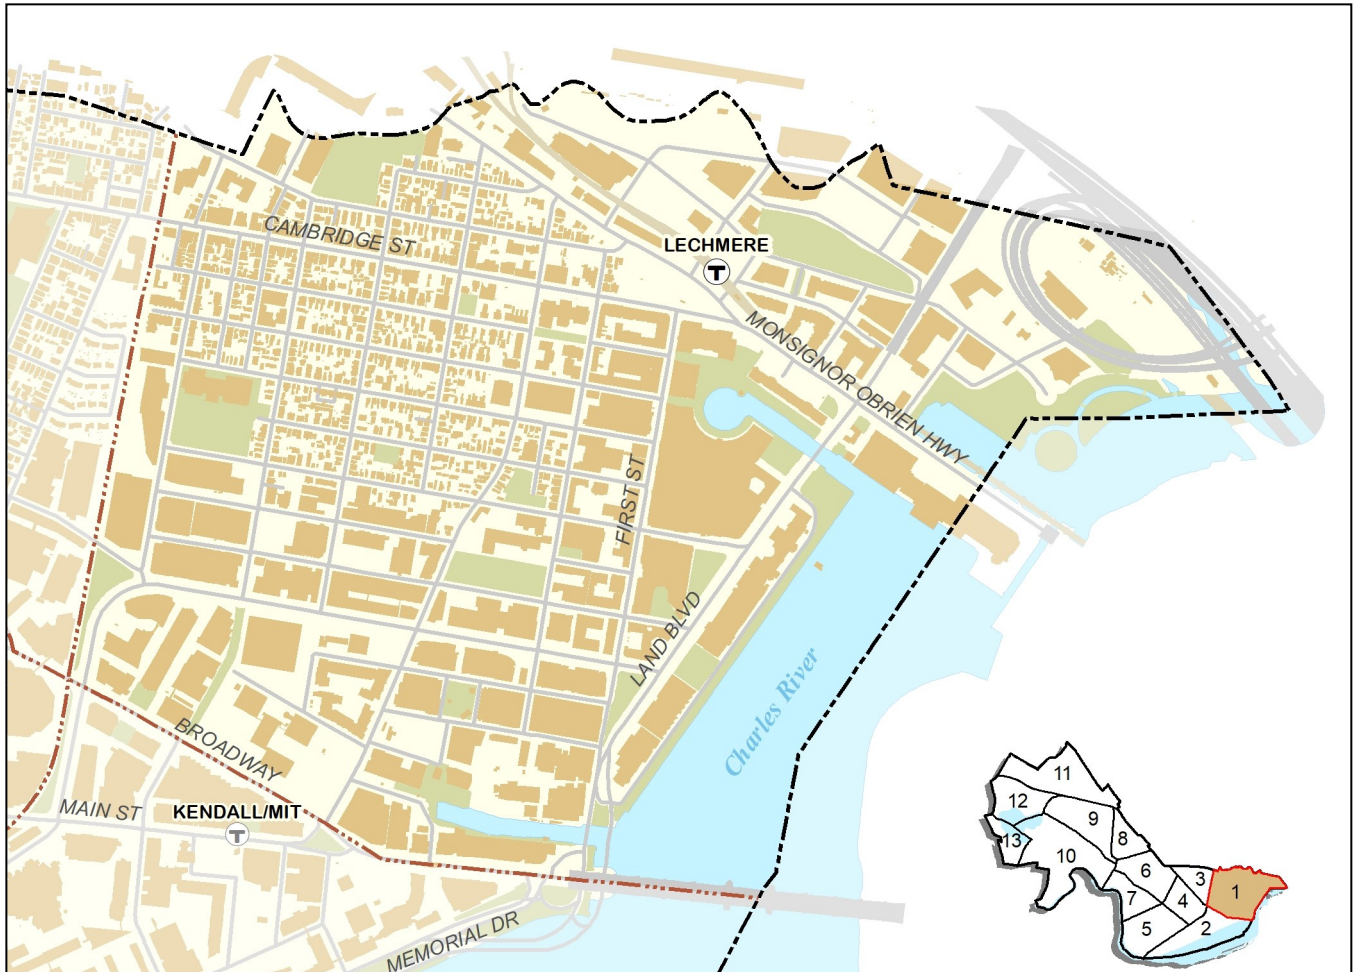 CAMBRIDGE ST
LECHMERE
T
MONSIGNOR OBRIEN HWY
FIRST ST
LAND BLVD
Charles River
BROADWAY
MAIN ST
KENDALL/MIT
T
MEMORIAL DR
11
12
9
8
13
10
6
3
1
7
4
5
2